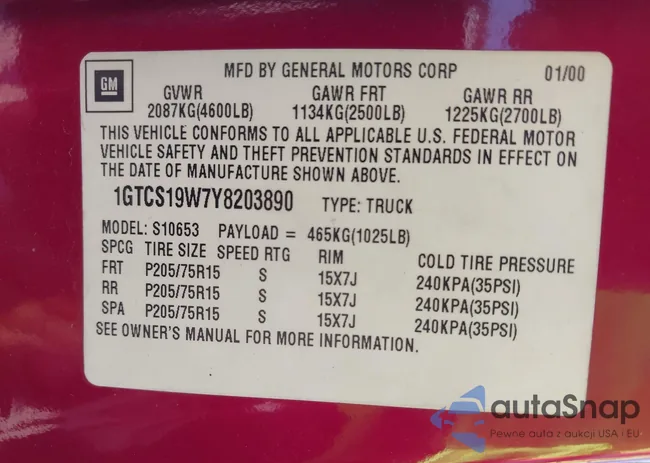 GM
MFD BY GENERAL MOTORS CORP 01/00
GVWR GAWR FRT GAWR RR
2087KG(4600LB) 1134KG(2500LB) 1225KG(2700LB)
THIS VEHICLE CONFORMS TO ALL APPLICABLE U.S. FEDERAL MOTOR
VEHICLE SAFETY AND THEFT PREVENTION STANDARDS IN EFFECT ON
THE DATE OF MANUFACTURE SHOWN ABOVE.
1GTCS19W7Y8203890 TYPE: TRUCK
MODEL: S10653 PAYLOAD = 465KG(1025LB)
SPCG TIRE SIZE SPEED RTG RIM COLD TIRE PRESSURE
FRT P205/75R15 S 15X7J 240KPA(35PSI)
RR P205/75R15 S 15X7J 240KPA(35PSI)
SPA P205/75R15 S 15X7J 240KPA(35PSI)
SEE OWNER'S MANUAL FOR MORE INFORMATION.
autaSnap
Pewne auta z aukcji USA i EU